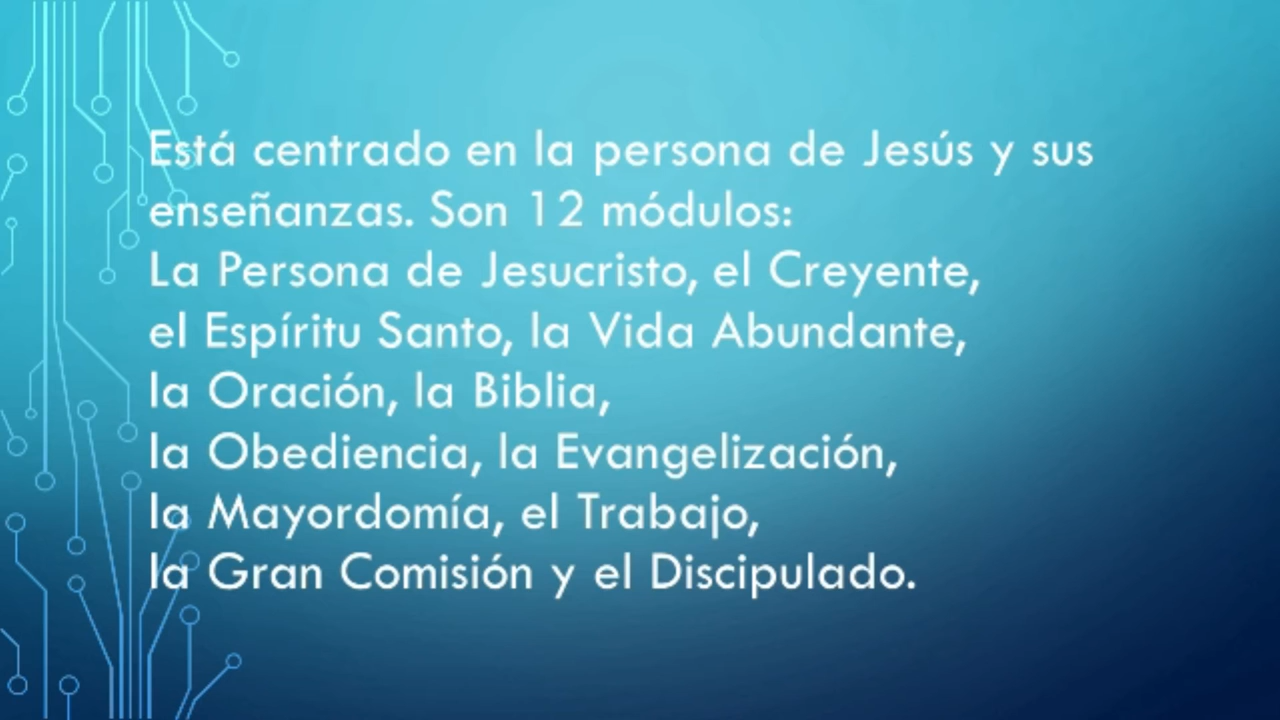 Está centrado en la persona de Jesús y sus
enseñanzas. Son 12 módulos:
La Persona de Jesucristo, el Creyente,
el Espíritu Santo, la Vida Abundante,
la Oración, la Biblia,
la Obediencia, la Evangelización,
la Mayordomía, el Trabajo,
la Gran Comisión y el Discipulado.